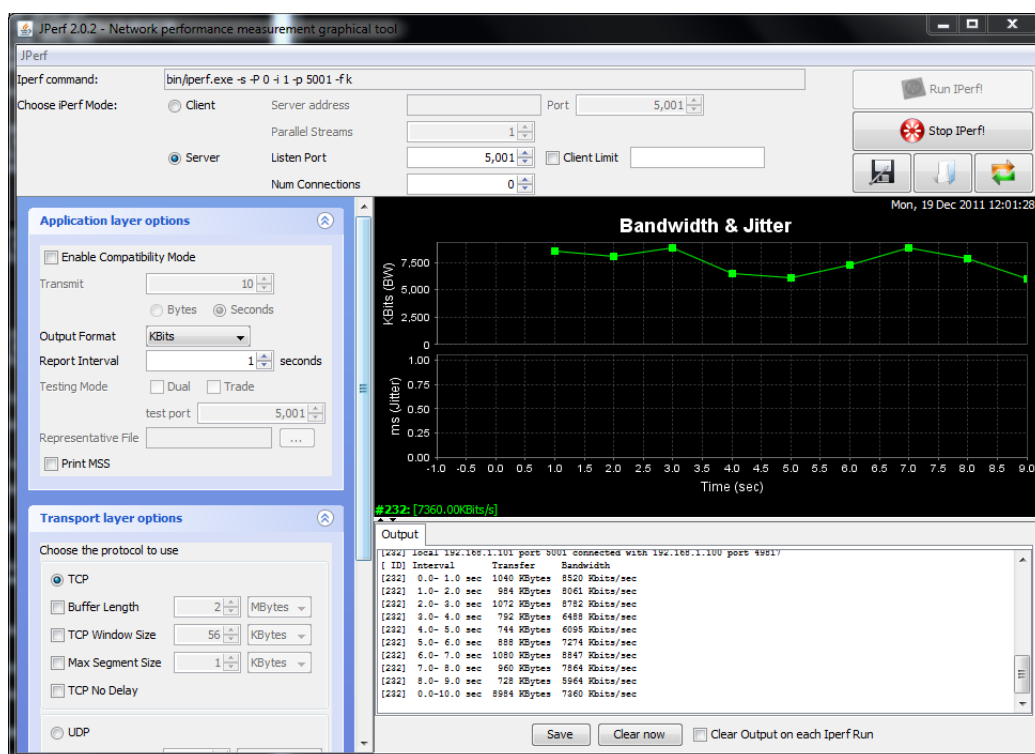 JPerf 2.0.2 - Network performance measurement graphical tool
JPerf
Iperf command: bin/iperf.exe -s -P 0 -i 1 -p 5001 -f k
Choose iPerf Mode: Client Server address Port 5,001
Parallel Streams 1
Server Listen Port 5,001 Client Limit
Num Connections 0
Run IPerf!
Stop IPerf!
Application layer options
Enable Compatibility Mode
Transmit 10
Bytes Seconds
Output Format KBits
Report Interval 1 seconds
Testing Mode Dual Trade
test port 5,001
Representative File ...
Print MSS
Transport layer options
Choose the protocol to use
TCP
Buffer Length 2 MBytes
TCP Window Size 56 KBytes
Max Segment Size 1 KBytes
TCP No Delay
UDP
Mon, 19 Dec 2011 12:01:28
Bandwidth & Jitter
KBits (BW)
7,500
5,000
2,500
0
ms (Jitter)
1.00
0.75
0.50
0.25
0.00
-1.0 -0.5 0.0 0.5 1.0 1.5 2.0 2.5 3.0 3.5 4.0 4.5 5.0 5.5 6.0 6.5 7.0 7.5 8.0 8.5 9.0
Time (sec)
#232: [7360.00KBits/s]
Output
[232] local 192.168.1.101 port 5001 connected with 192.168.1.100 port 49817
[ ID] Interval Transfer Bandwidth
[232] 0.0- 1.0 sec 1040 KBytes 8520 Kbits/sec
[232] 1.0- 2.0 sec 984 KBytes 8061 Kbits/sec
[232] 2.0- 3.0 sec 1072 KBytes 8782 Kbits/sec
[232] 3.0- 4.0 sec 792 KBytes 6488 Kbits/sec
[232] 4.0- 5.0 sec 744 KBytes 6095 Kbits/sec
[232] 5.0- 6.0 sec 888 KBytes 7274 Kbits/sec
[232] 6.0- 7.0 sec 1080 KBytes 8847 Kbits/sec
[232] 7.0- 8.0 sec 960 KBytes 7864 Kbits/sec
[232] 8.0- 9.0 sec 728 KBytes 5964 Kbits/sec
[232] 0.0-10.0 sec 8984 KBytes 7360 Kbits/sec
Save Clear now Clear Output on each Iperf Run